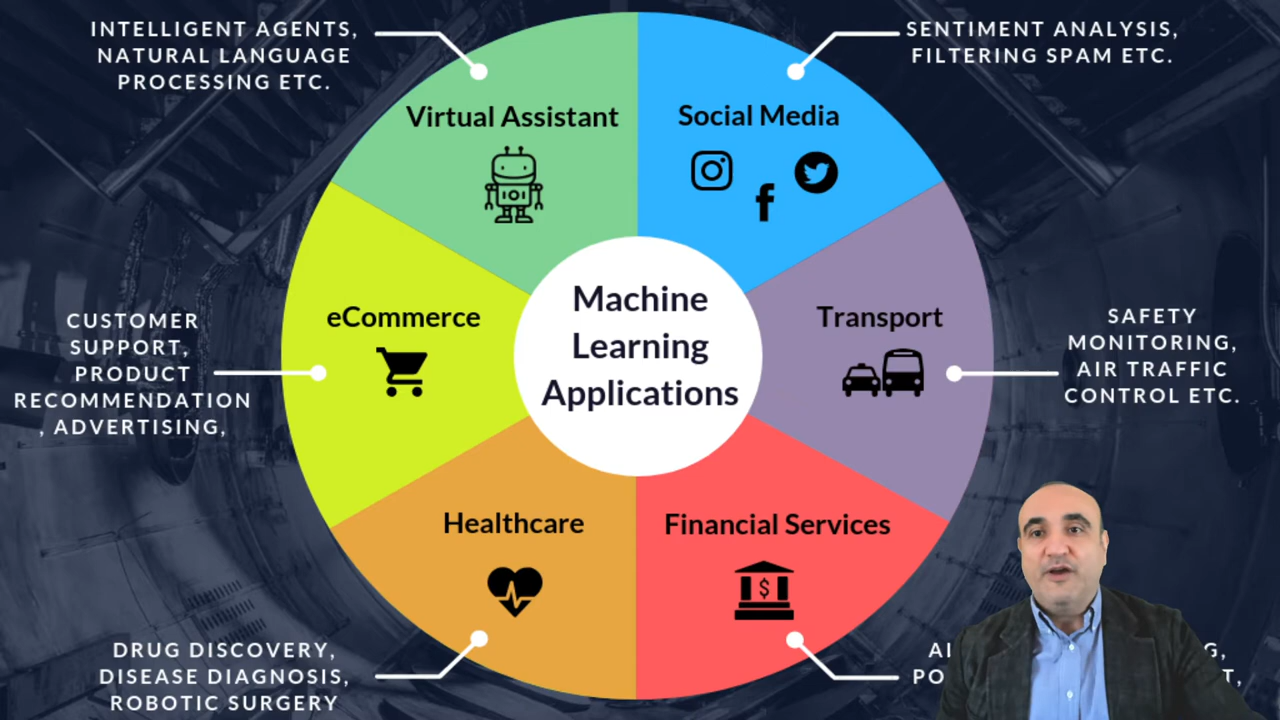 INTELLIGENT AGENTS,
NATURAL LANGUAGE
PROCESSING ETC.
SENTIMENT ANALYSIS,
FILTERING SPAM ETC.
Virtual Assistant
Social Media
eCommerce
Machine
Learning
Applications
Transport
CUSTOMER
SUPPORT,
PRODUCT
RECOMMENDATION
, ADVERTISING,
SAFETY
MONITORING,
AIR TRAFFIC
CONTROL ETC.
Healthcare
Financial Services
$
DRUG DISCOVERY,
DISEASE DIAGNOSIS,
ROBOTIC SURGERY